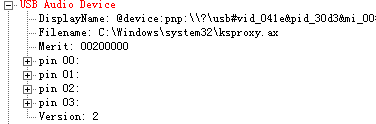 USB Audio Device
DisplayName: @device:pnp:\\?\usb#vid_041e&pid_30d3&mi_00
Filename: C:\Windows\system32\ksproxy.ax
Merit: 00200000
pin 00:
pin 01:
pin 02:
pin 03:
Version: 2